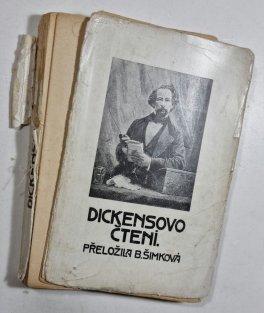 DICKENSOVO
ČTENÍ.
PŘELOŽILA B. ŠIMKOVÁ